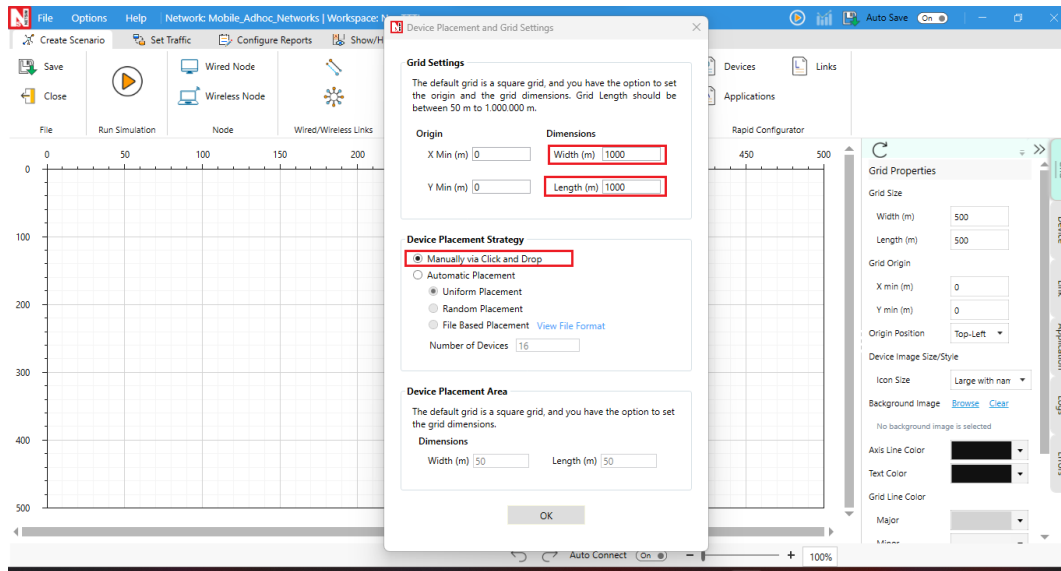 N File Options Help Network: Mobile_Adhoc_Networks | Workspace:
Auto Save On
Create Scenario Set Traffic Configure Reports
Save
Close
File
Run Simulation
Wired Node
Wireless Node
Node
Wired/Wireless Links
Devices Links
Applications
Rapid Configurator
0 50 100 150 200 450 500
0
100
200
300
400
500
N Device Placement and Grid Settings
Grid Settings
The default grid is a square grid, and you have the option to set
the origin and the grid dimensions. Grid Length should be
between 50 m to 1.000.000 m.
Origin Dimensions
X Min (m) 0 Width (m) 1000
Y Min (m) 0 Length (m) 1000
Device Placement Strategy
Manually via Click and Drop
Automatic Placement
Uniform Placement
Random Placement
File Based Placement View File Format
Number of Devices 16
Device Placement Area
The default grid is a square grid, and you have the option to set
the grid dimensions.
Dimensions
Width (m) 50 Length (m) 50
OK
Grid Properties
Grid Size
Width (m) 500
Length (m) 500
Grid Origin
X min (m) 0
Y min (m) 0
Origin Position Top-Left
Device Image Size/Style
Icon Size Large with nam
Background Image Browse Clear
No background image is selected
Axis Line Color
Text Color
Grid Line Color
Major
Device
Link
Application
Logs
Errors
Auto Connect On
100%